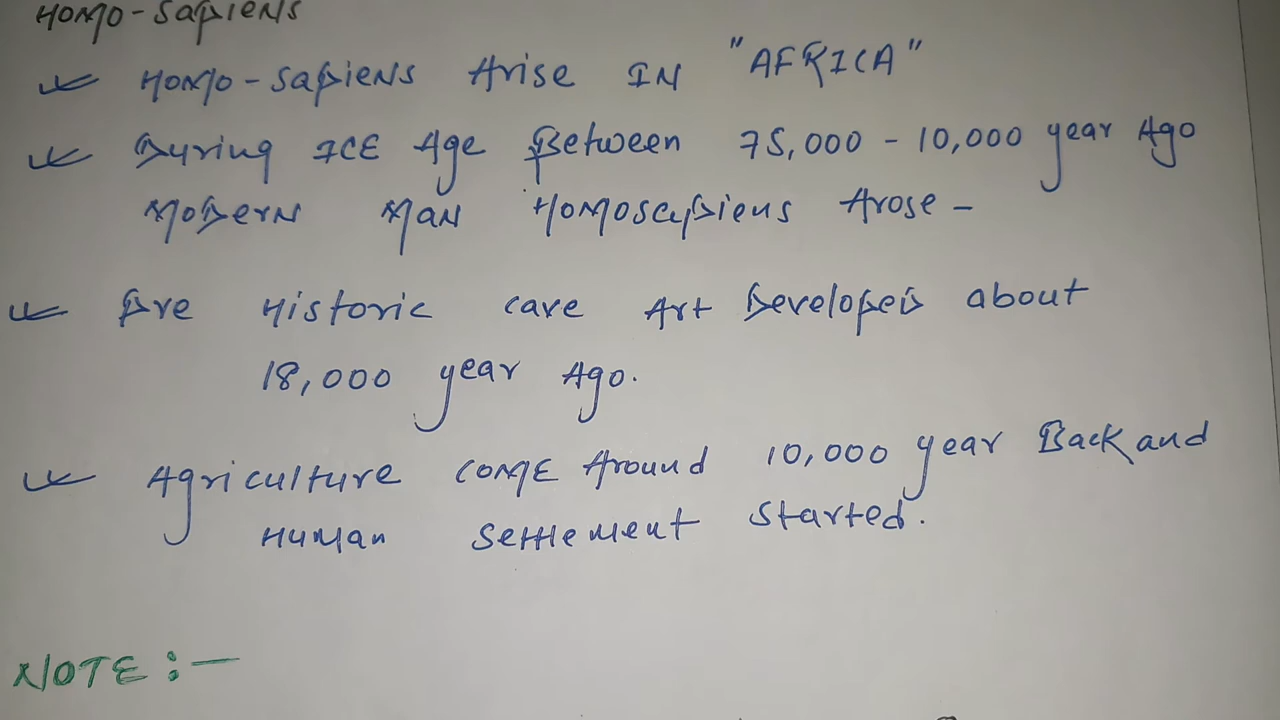 Homo-Sapiens
Homo-Sapiens Arise IN "AFRICA"
During ICE Age Between 75,000 - 10,000 year Ago
Modern Man Homosapiens Arose -
Pre Historic cave Art Developed about
18,000 year Ago.
Agriculture come Around 10,000 year Back and
Human Settlement started.
NOTE :-